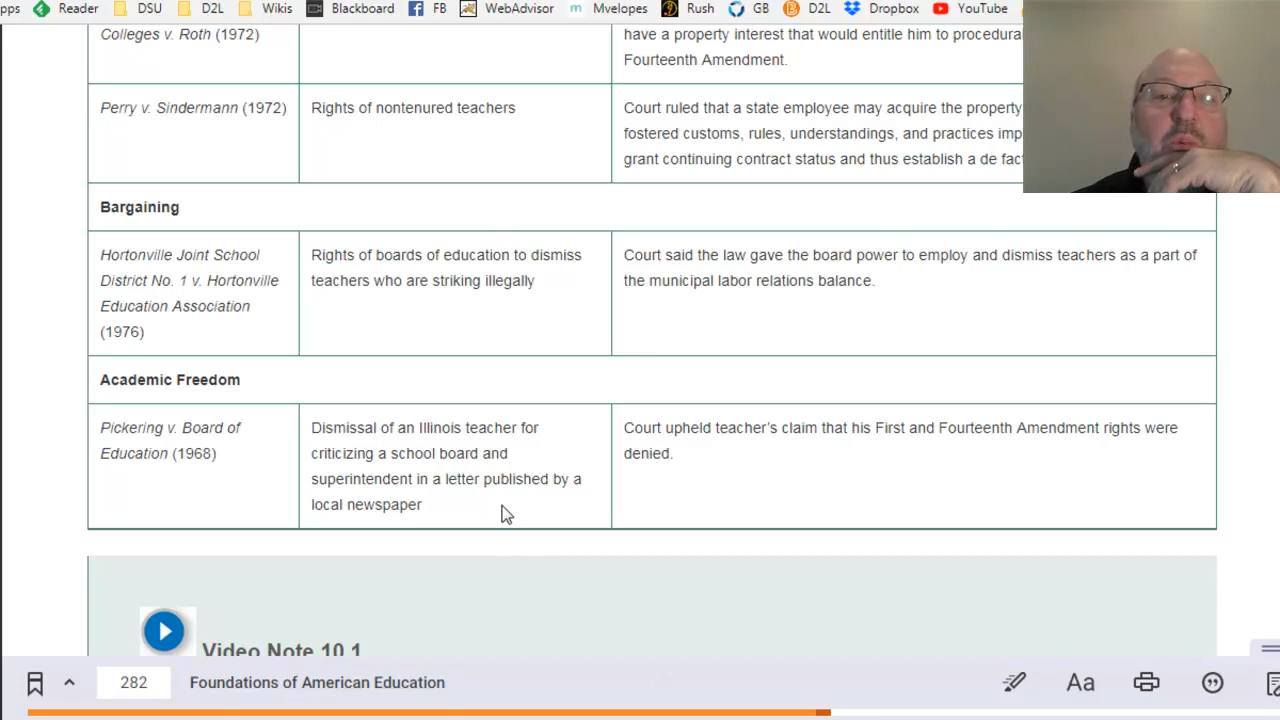 pps Reader DSU D2L Wikis Blackboard FB WebAdvisor Mvelopes Rush GB D2L Dropbox YouTube
Colleges v. Roth (1972)
have a property interest that would entitle him to procedural
Fourteenth Amendment.
Perry v. Sindermann (1972)
Rights of nontenured teachers
Court ruled that a state employee may acquire the property
fostered customs, rules, understandings, and practices imp
grant continuing contract status and thus establish a de fact
Bargaining
Hortonville Joint School
District No. 1 v. Hortonville
Education Association
(1976)
Rights of boards of education to dismiss
teachers who are striking illegally
Court said the law gave the board power to employ and dismiss teachers as a part of
the municipal labor relations balance.
Academic Freedom
Pickering v. Board of
Education (1968)
Dismissal of an Illinois teacher for
criticizing a school board and
superintendent in a letter published by a
local newspaper
Court upheld teacher's claim that his First and Fourteenth Amendment rights were
denied.
Video Note 10.1
282 Foundations of American Education
Aa